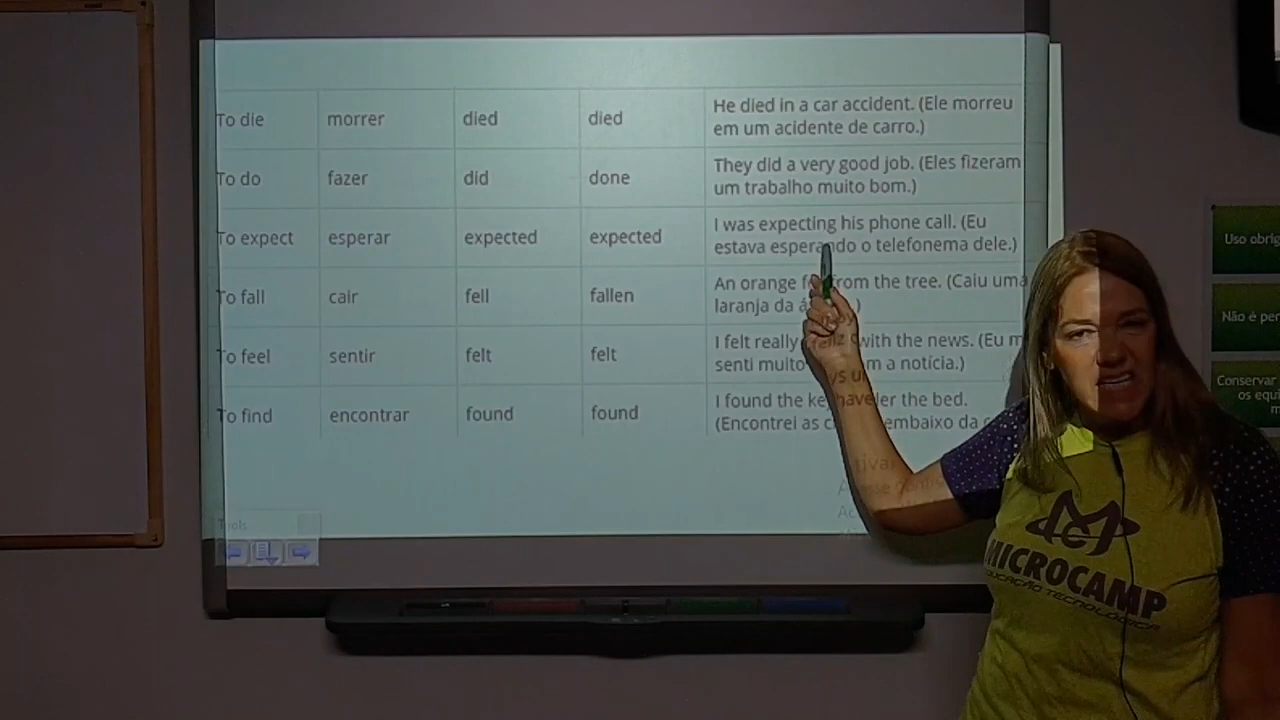 To die morrer died died He died in a car accident. (Ele morreu
em um acidente de carro.)
To do fazer did done They did a very good job. (Eles fizeram
um trabalho muito bom.)
To expect esperar expected expected I was expecting his phone call. (Eu
estava esperando o telefonema dele.)
To fall cair fell fallen An orange from the tree. (Caiu uma
laranja da
To feel sentir felt felt I felt really with the news. (Eu
senti muito a notícia.)
To find encontrar found found I found the the bed.
(Encontrei as embaixo da
Tools
Uso
Não é
Conservar
os
MICROCAMP
EDUCAÇÃO TECNOLÓGICA